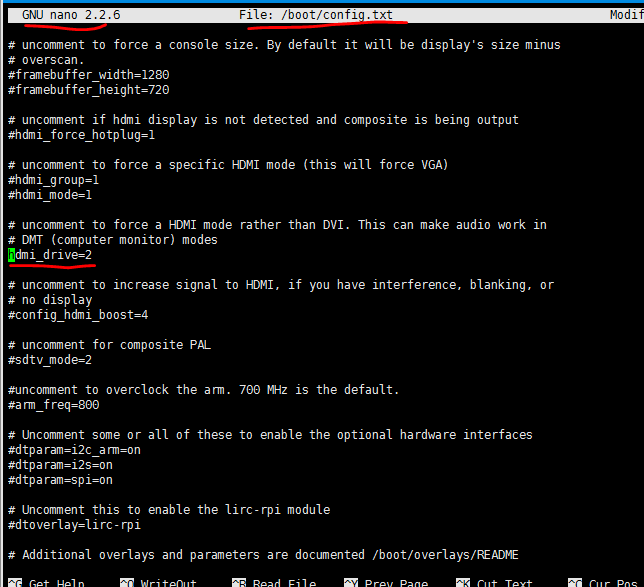 GNU nano 2.2.6 File: /boot/config.txt Modif
# uncomment to force a console size. By default it will be display's size minus
# overscan.
#framebuffer_width=1280
#framebuffer_height=720
# uncomment if hdmi display is not detected and composite is being output
#hdmi_force_hotplug=1
# uncomment to force a specific HDMI mode (this will force VGA)
#hdmi_group=1
#hdmi_mode=1
# uncomment to force a HDMI mode rather than DVI. This can make audio work in
# DMT (computer monitor) modes
hdmi_drive=2
# uncomment to increase signal to HDMI, if you have interference, blanking, or
# no display
#config_hdmi_boost=4
# uncomment for composite PAL
#sdtv_mode=2
#uncomment to overclock the arm. 700 MHz is the default.
#arm_freq=800
# Uncomment some or all of these to enable the optional hardware interfaces
#dtparam=i2c_arm=on
#dtparam=i2s=on
#dtparam=spi=on
# Uncomment this to enable the lirc-rpi module
#dtoverlay=lirc-rpi
# Additional overlays and parameters are documented /boot/overlays/README
^G Get Help ^O WriteOut ^R Read File ^Y Prev Page ^K Cut Text ^C Cur Pos